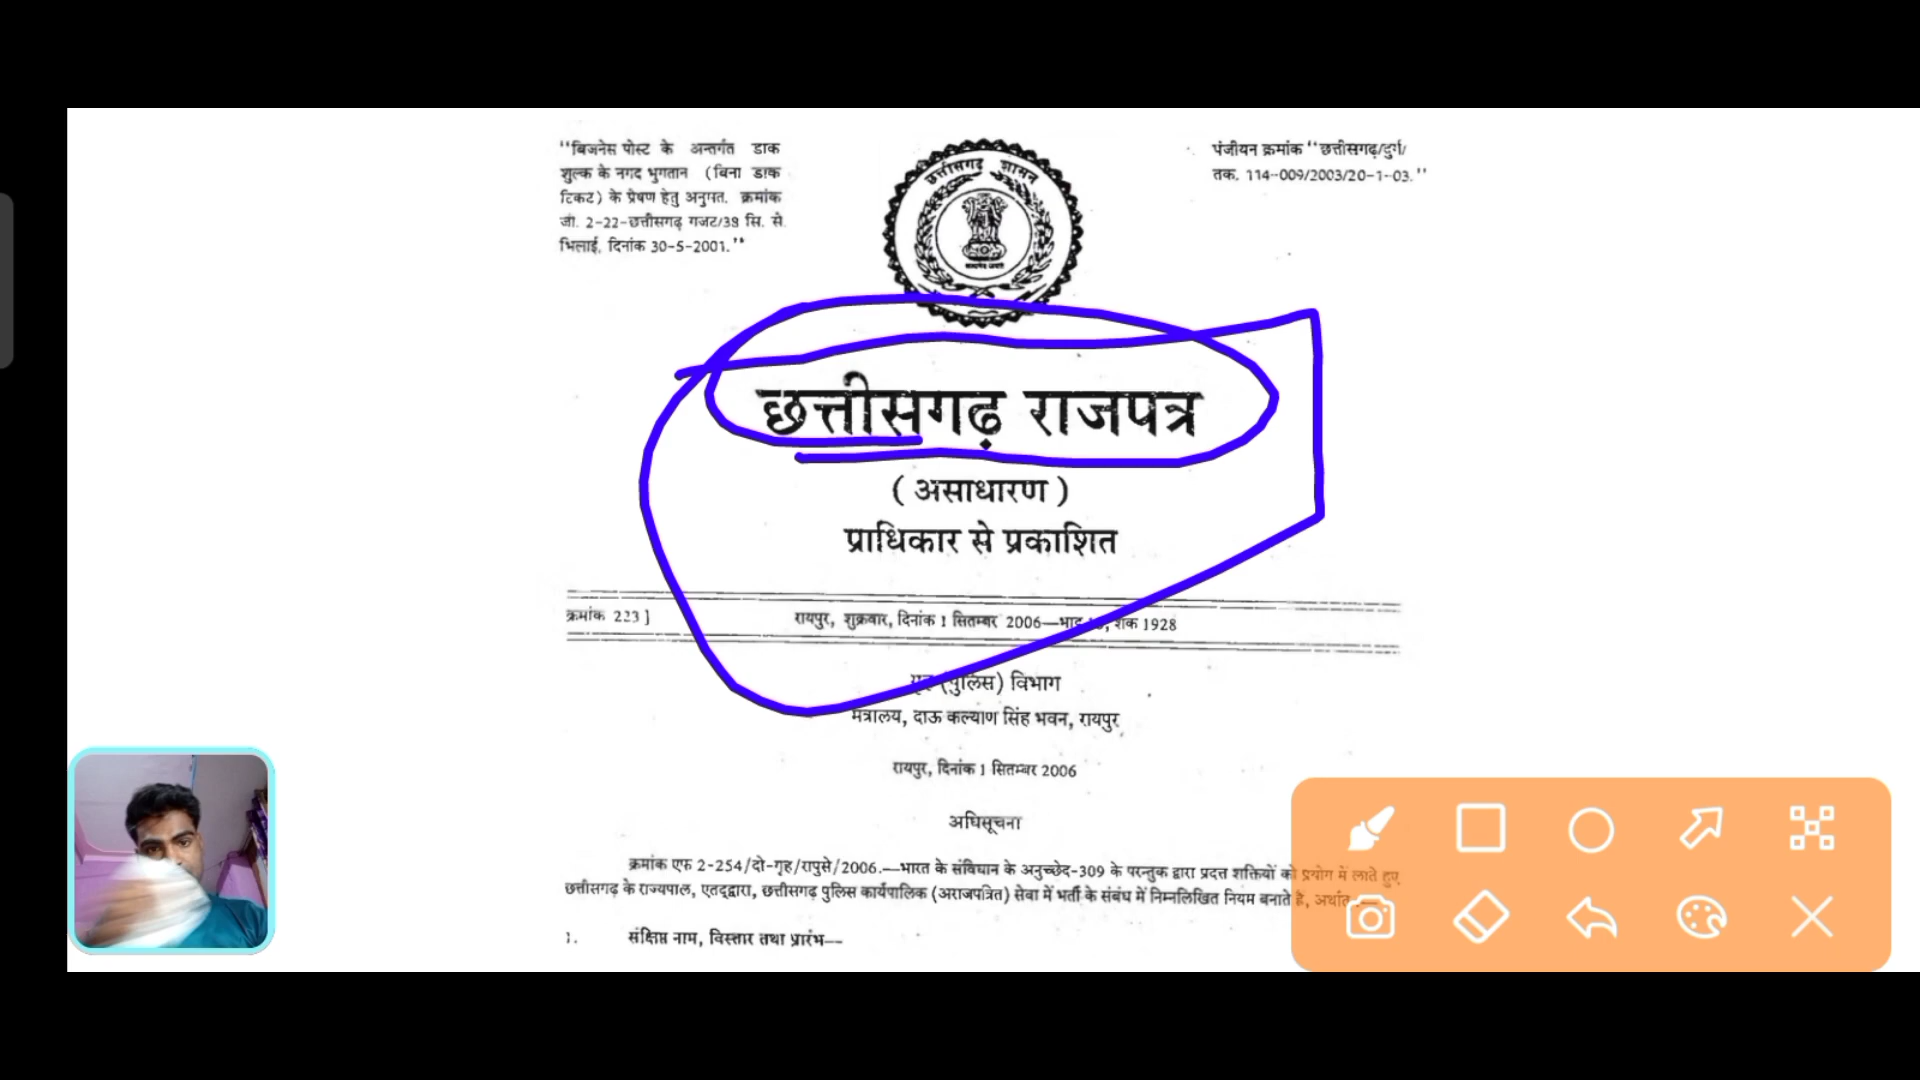 "बिजनेस पोस्ट के अन्तर्गत डाक
शुल्क के नगद भुगतान (बिना डाक
टिकट) के प्रेषण हेतु अनुमत. क्रमांक
जी. 2-22-छत्तीसगढ़ गजट/38 सि. से.
भिलाई, दिनांक 30-5-2001."
पंजीयन क्रमांक "छत्तीसगढ़/दुर्ग/
तक. 114-009/2003/20-1-03."
छत्तीसगढ़ शासन
छत्तीसगढ़ राजपत्र
( असाधारण )
प्राधिकार से प्रकाशित
क्रमांक 223 ]
रायपुर, शुक्रवार, दिनांक 1 सितम्बर 2006— शक 1928
(पुलिस) विभाग
मंत्रालय, दाऊ कल्याण सिंह भवन, रायपुर
रायपुर, दिनांक 1 सितम्बर 2006
अधिसूचना
क्रमांक एफ 2-254/दो-गृह/रापुसे/2006.—भारत के संविधान के अनुच्छेद-309 के परन्तुक द्वारा प्रदत्त शक्तियों को प्रयोग में लाते हुए,
छत्तीसगढ़ के राज्यपाल, एतद्द्वारा, छत्तीसगढ़ पुलिस कार्यपालिक (अराजपत्रित) सेवा में भर्ती के संबंध में निम्नलिखित नियम बनाते हैं, अर्थात् :—
1. संक्षिप्त नाम, विस्तार तथा प्रारंभ—